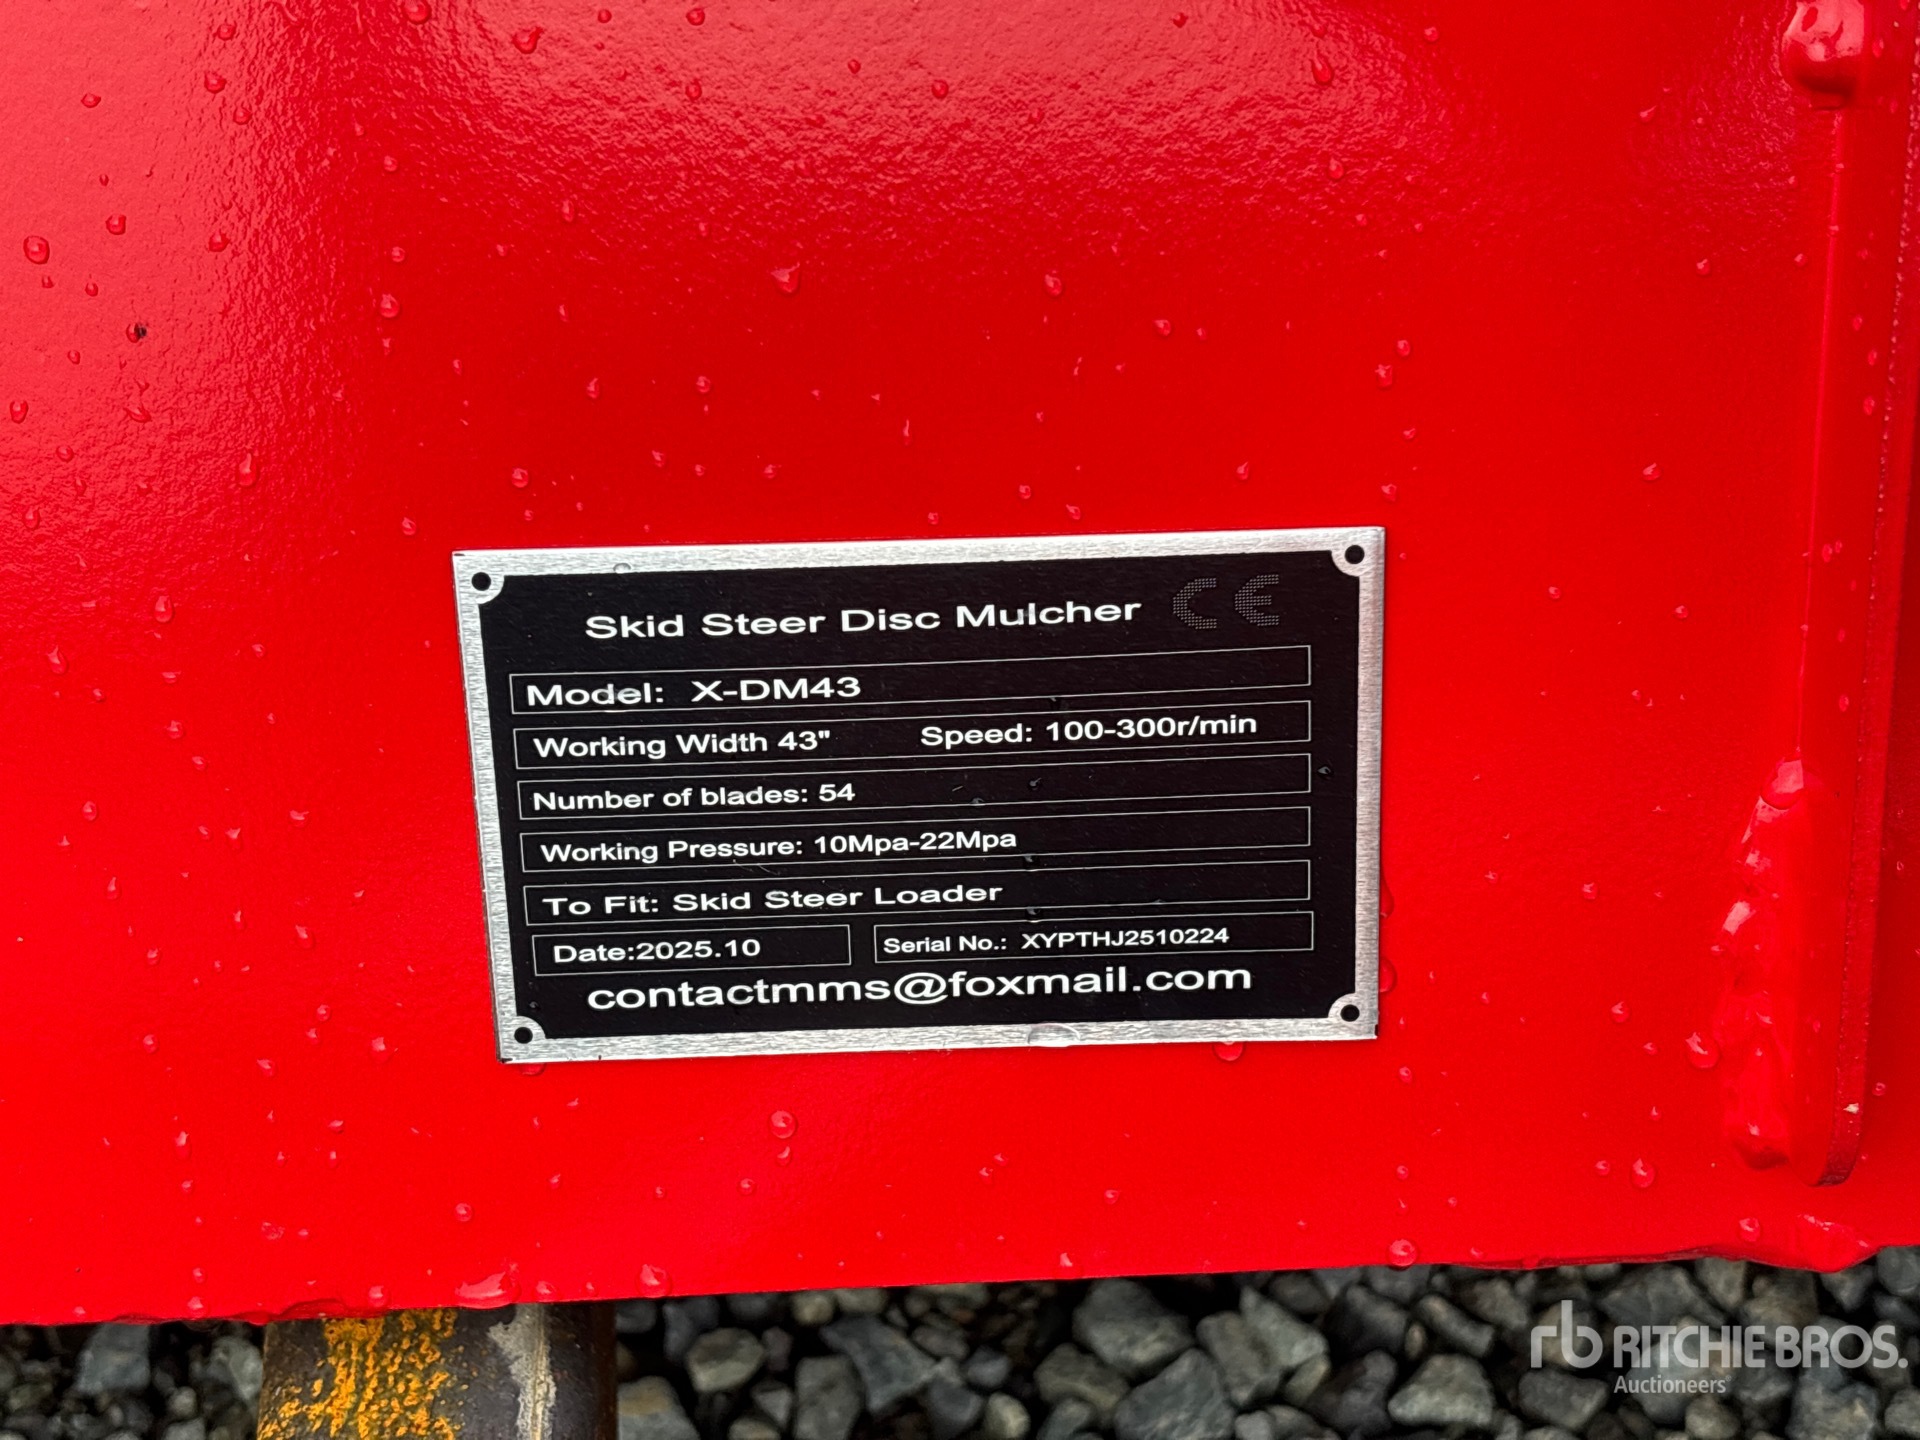 Skid Steer Disc Mulcher CE
Model: X-DM43
Working Width 43" Speed: 100-300r/min
Number of blades: 54
Working Pressure: 10Mpa-22Mpa
To Fit: Skid Steer Loader
Date:2025.10 Serial No.: XYPTHJ2510224
contactmms@foxmail.com
rb RITCHIE BROS.
Auctioneers